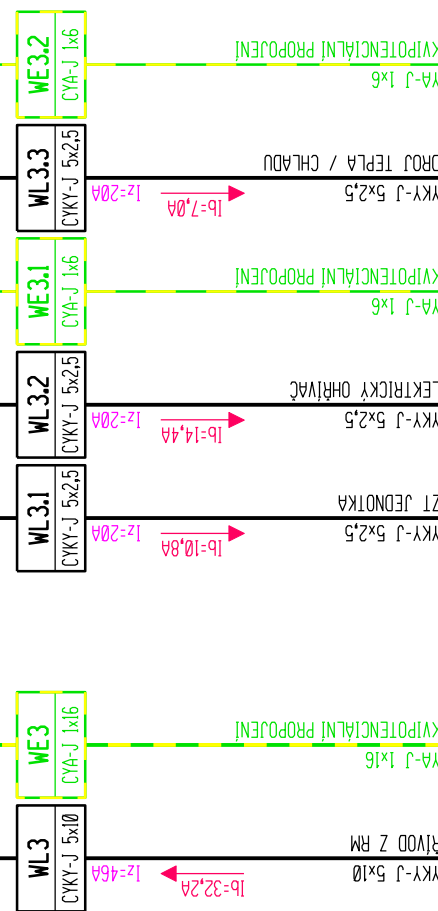 WE3.2
CYA-J 1x6
KVIPOTENCIÁLNÍ PROPOJENÍ
YA-J 1x6
WL3.3
CYKY-J 5x2,5
Iz=20A
Ib=7,0A
DROJ TEPLA / CHLADU
YKY-J 5x2,5
WE3.1
CYA-J 1x6
KVIPOTENCIÁLNÍ PROPOJENÍ
YA-J 1x6
WL3.2
CYKY-J 5x2,5
Iz=20A
Ib=14,4A
LEKTRICKÝ OHŘÍVAČ
YKY-J 5x2,5
WL3.1
CYKY-J 5x2,5
Iz=20A
Ib=10,8A
ZT JEDNOTKA
YKY-J 5x2,5
WE3
CYA-J 1x16
KVIPOTENCIÁLNÍ PROPOJENÍ
YA-J 1x16
WL3
CYKY-J 5x10
Iz=46A
Ib=32,2A
ŘÍVOD Z RM
YKY-J 5x10